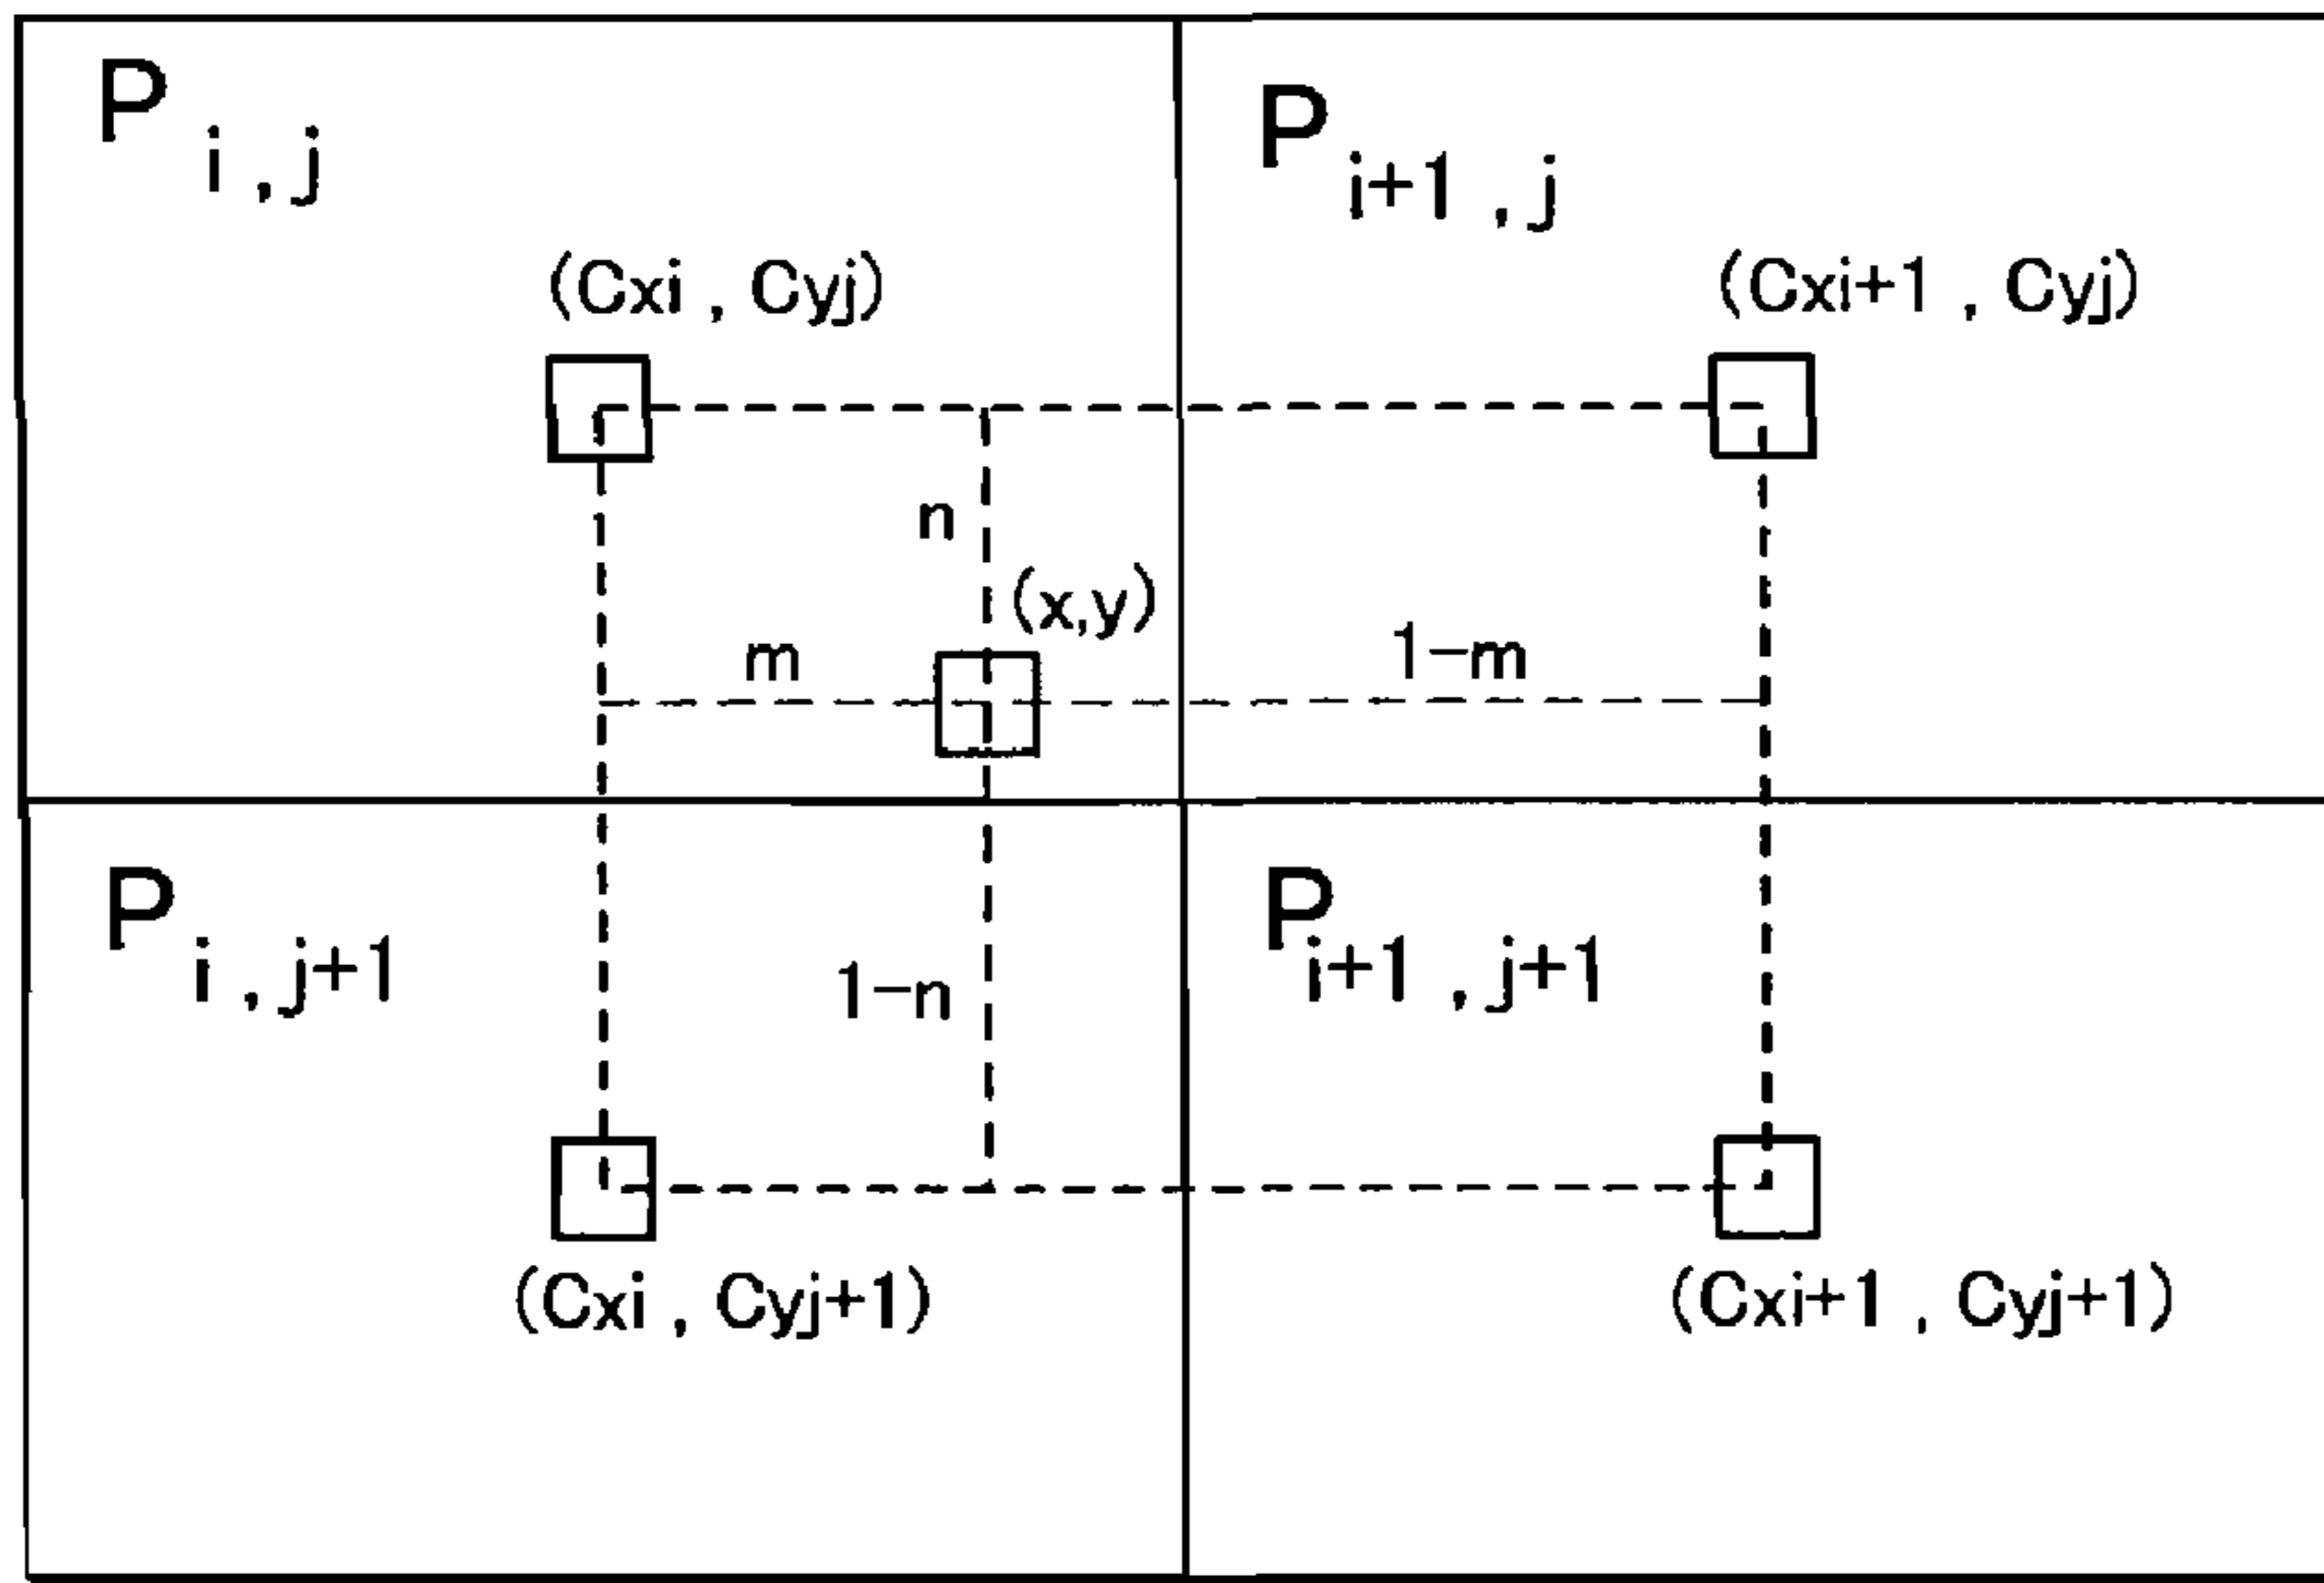 P i , j
P i+1 , j
(Cxi , Cyj)
(Cxi+1 , Cyj)
n
(x,y)
m
1-m
P i , j+1
P i+1 , j+1
1-n
(Cxi , Cyj+1)
(Cxi+1 , Cyj+1)